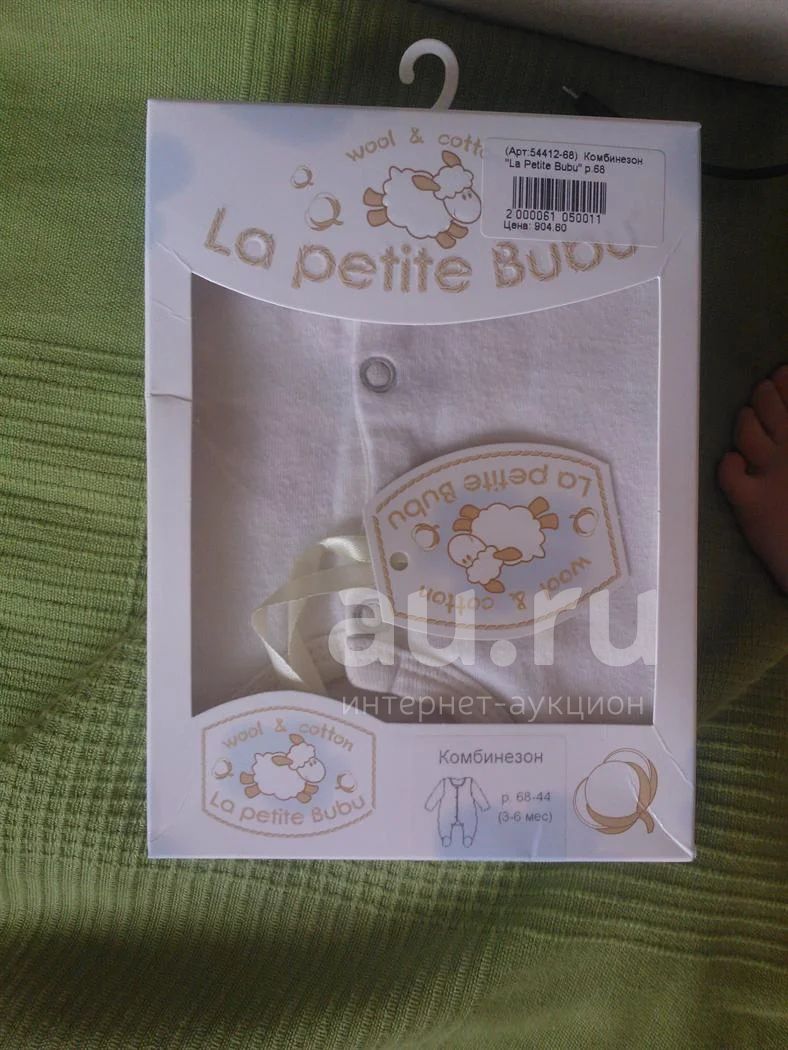 wool & cotto
(Арт:54412-68) Комбинезон
"La Petite Bubu" р.68
2 000061 050011
Цена: 904.60
La petite Bubu
La petite Bubu
wool & cotton
au.ru
интернет-аукцион
wool & cotton
La petite Bubu
Комбинезон
р. 68-44
(3-6 мес)